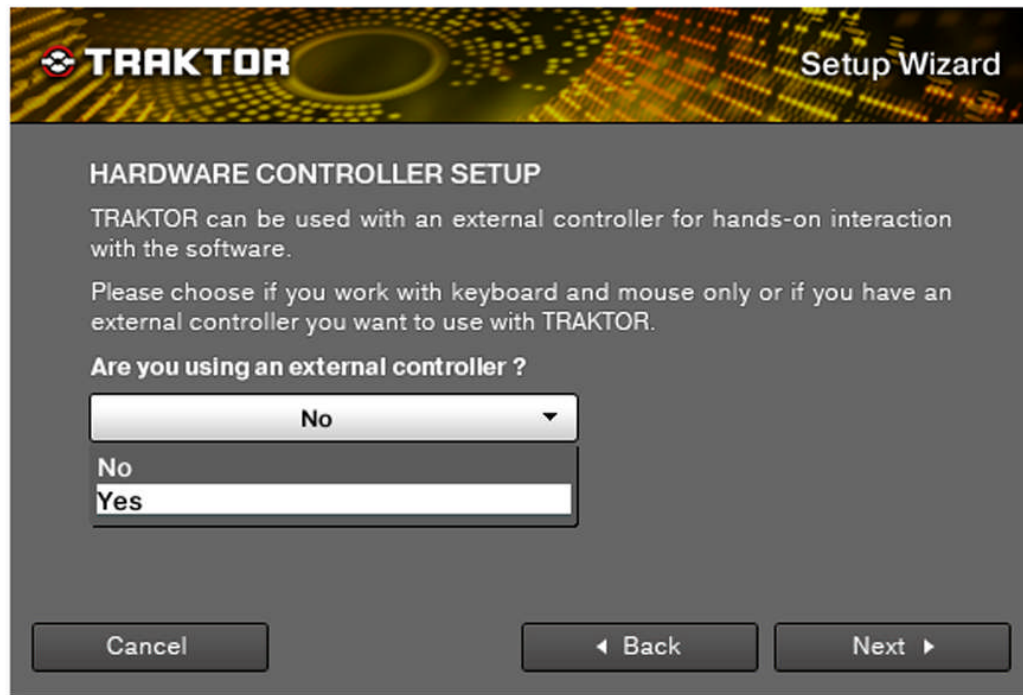 TRAKTOR
Setup Wizard
HARDWARE CONTROLLER SETUP
TRAKTOR can be used with an external controller for hands-on interaction
with the software.
Please choose if you work with keyboard and mouse only or if you have an
external controller you want to use with TRAKTOR.
Are you using an external controller ?
No
No
Yes
Cancel
Back
Next